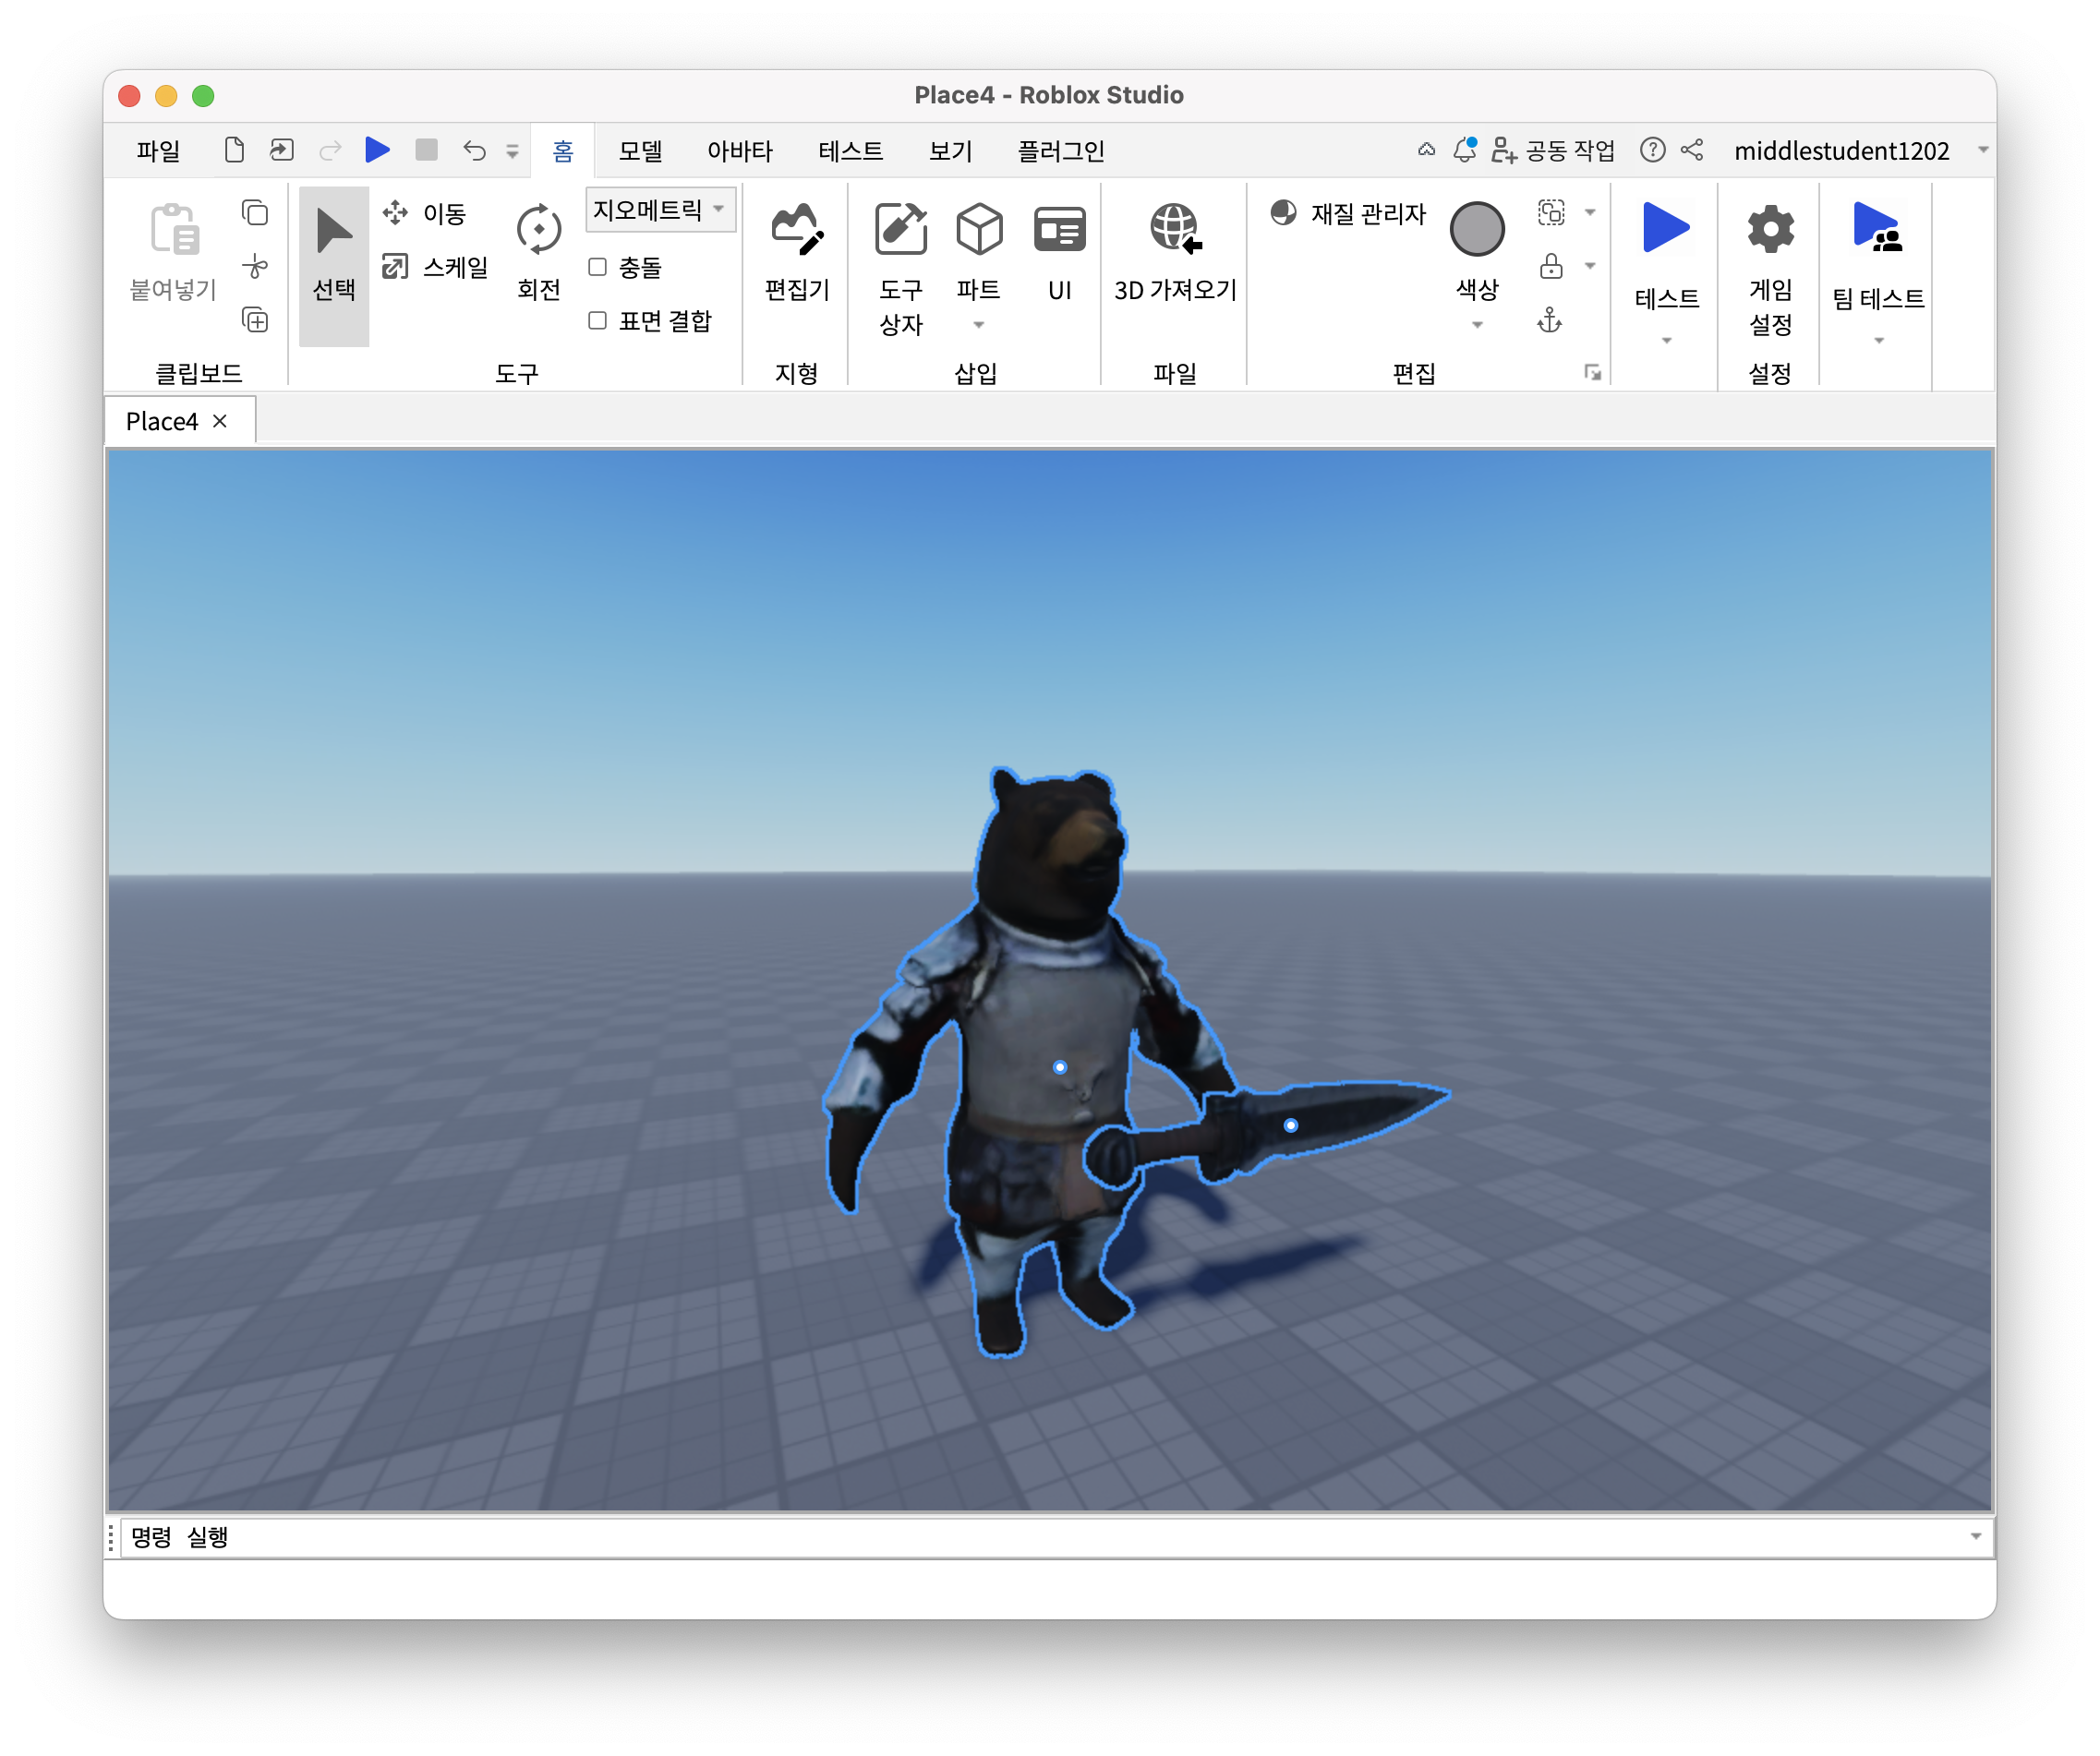 Place4 - Roblox Studio
파일 홈 모델 아바타 테스트 보기 플러그인 공동 작업 middlestudent1202
붙여넣기
클립보드
선택
이동
스케일
회전
지오메트릭
충돌
표면 결합
도구
편집기
지형
도구
상자
파트
UI
삽입
3D 가져오기
파일
재질 관리자
색상
편집
테스트
게임
설정
설정
팀 테스트
Place4
명령 실행